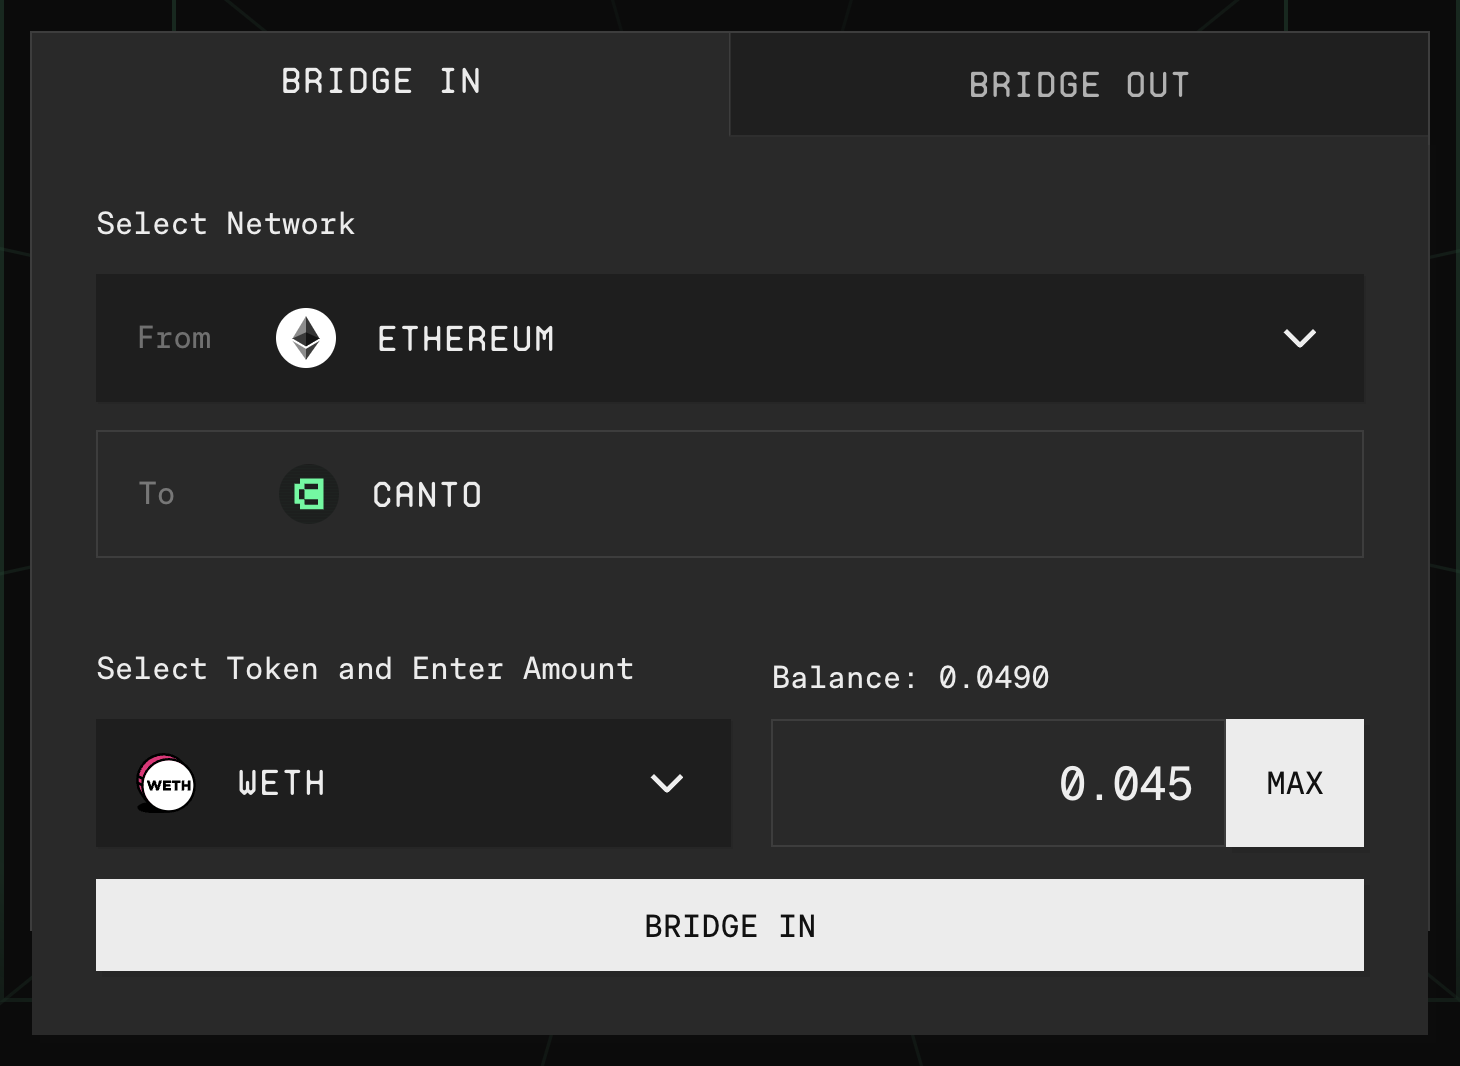 BRIDGE IN
BRIDGE OUT
Select Network
From ETHEREUM
To CANTO
Select Token and Enter Amount
Balance: 0.0490
WETH WETH
0.045 MAX
BRIDGE IN